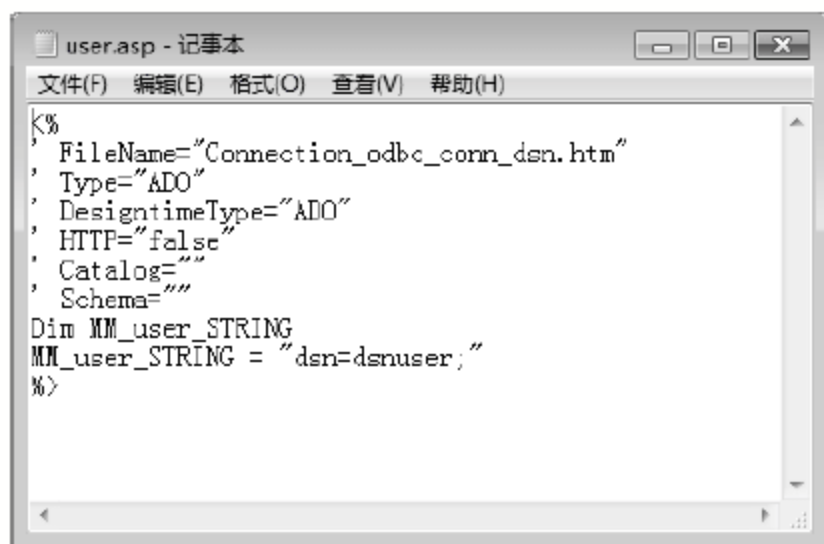 user.asp - 记事本
文件(F) 编辑(E) 格式(O) 查看(V) 帮助(H)
<%
' FileName="Connection_odbc_conn_dsn.htm"
' Type="ADO"
' DesigntimeType="ADO"
' HTTP="false"
' Catalog=""
' Schema=""
Dim MM_user_STRING
MM_user_STRING = "dsn=dsnuser;"
%>